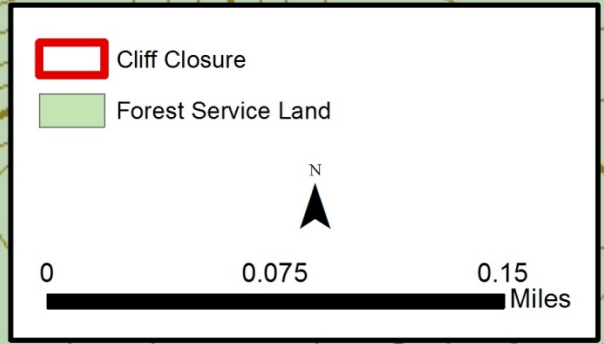 Cliff Closure
Forest Service Land
N
0 0.075 0.15
Miles